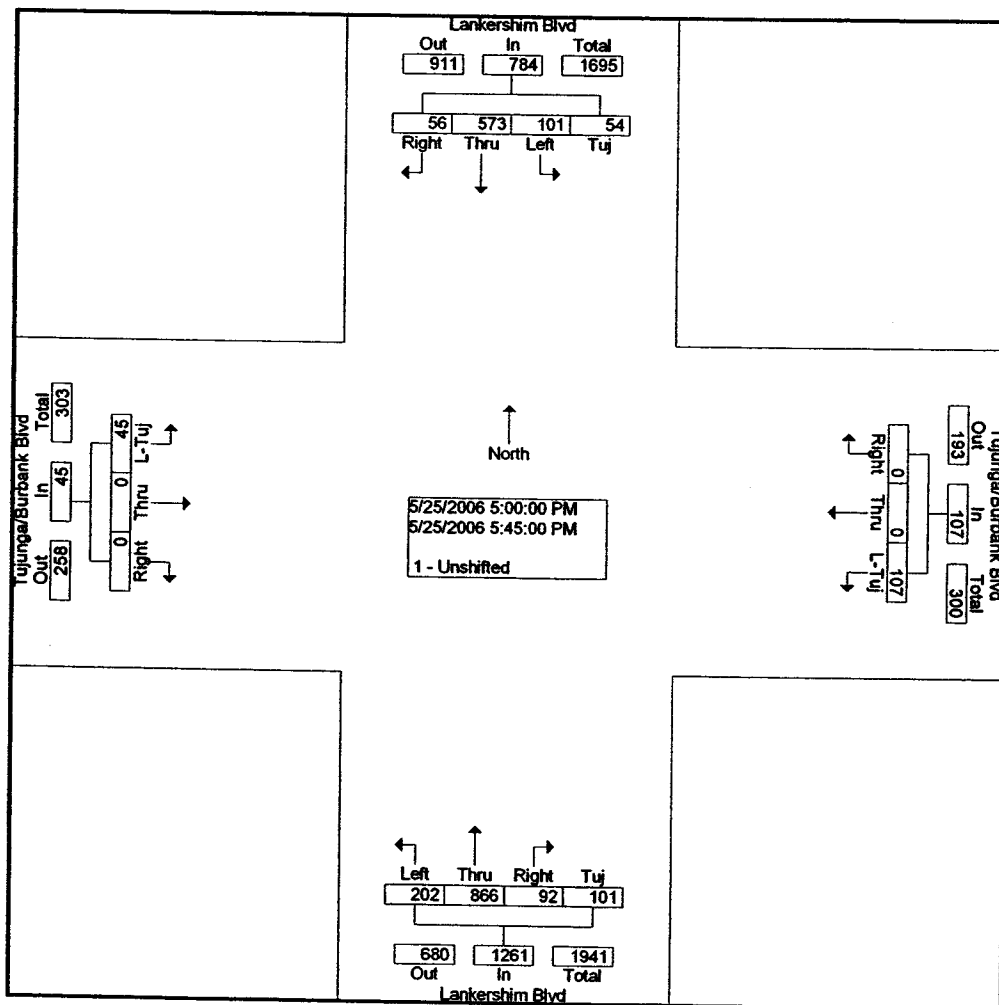 Lankershim Blvd
Out In Total
911 784 1695
56 573 101 54
Right Thru Left Tuj
Tujunga/Burbank Blvd
Total In Out
303 45 258
45 0 0
L-Tuj Thru Right
North
5/25/2006 5:00:00 PM
5/25/2006 5:45:00 PM
1 - Unshifted
Right Thru L-Tuj
0 0 107
193 107 300
Out In Total
Tujunga/Burbank Blvd
Left Thru Right Tuj
202 866 92 101
680 1261 1941
Out In Total
Lankershim Blvd